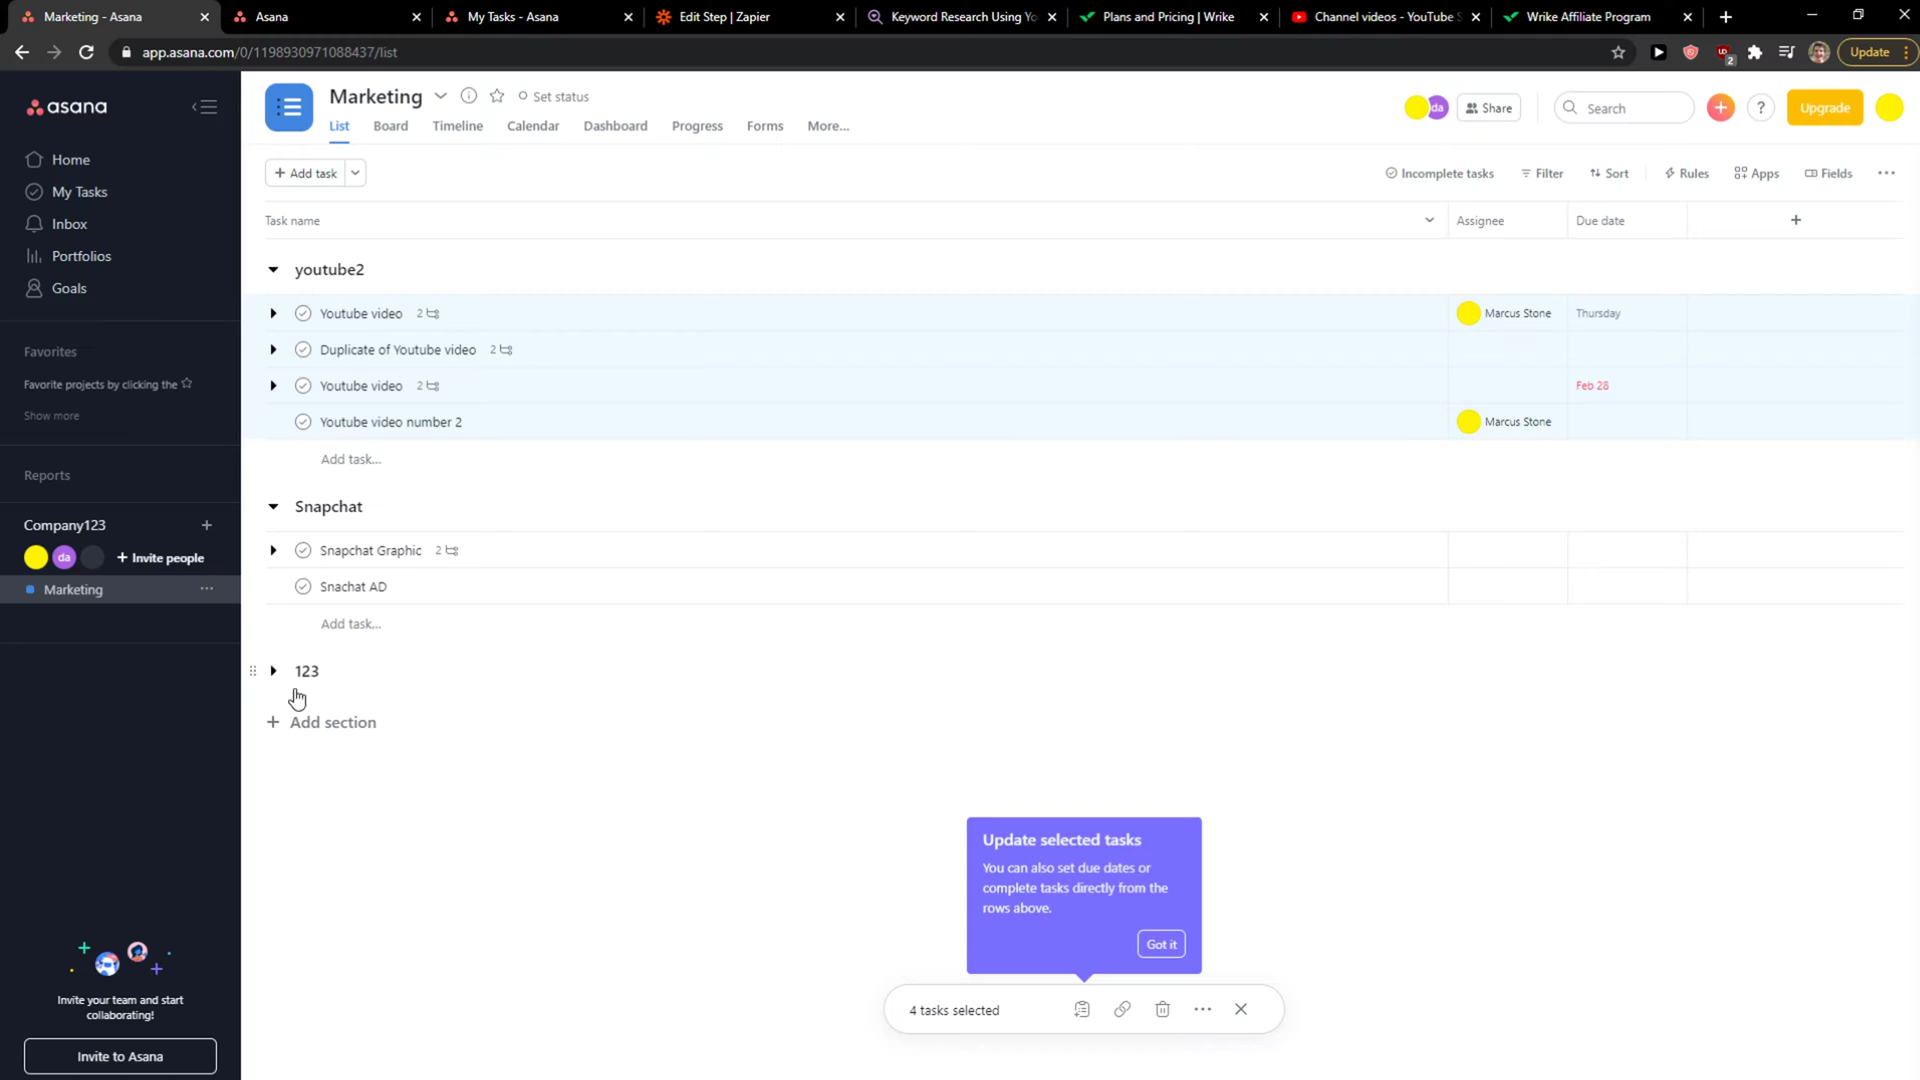 Marketing - Asana
Asana
My Tasks - Asana
Edit Step | Zapier
Keyword Research Using Yo
Plans and Pricing | Wrike
Channel videos - YouTube S
Wrike Affiliate Program
app.asana.com/0/1198930971088437/list
2
Update
asana
Home
My Tasks
Inbox
Portfolios
Goals
Favorites
Favorite projects by clicking the
Show more
Reports
Company123
da
+ Invite people
Marketing
Invite your team and start
collaborating!
Invite to Asana
Marketing
Set status
List
Board
Timeline
Calendar
Dashboard
Progress
Forms
More...
da
Share
Search
?
Upgrade
+ Add task
Incomplete tasks
Filter
Sort
Rules
Apps
Fields
Task name
Assignee
Due date
youtube2
Youtube video 2
Marcus Stone
Thursday
Duplicate of Youtube video 2
Youtube video 2
Feb 28
Youtube video number 2
Marcus Stone
Add task...
Snapchat
Snapchat Graphic 2
Snachat AD
Add task...
123
+ Add section
Update selected tasks
You can also set due dates or
complete tasks directly from the
rows above.
Got it
4 tasks selected